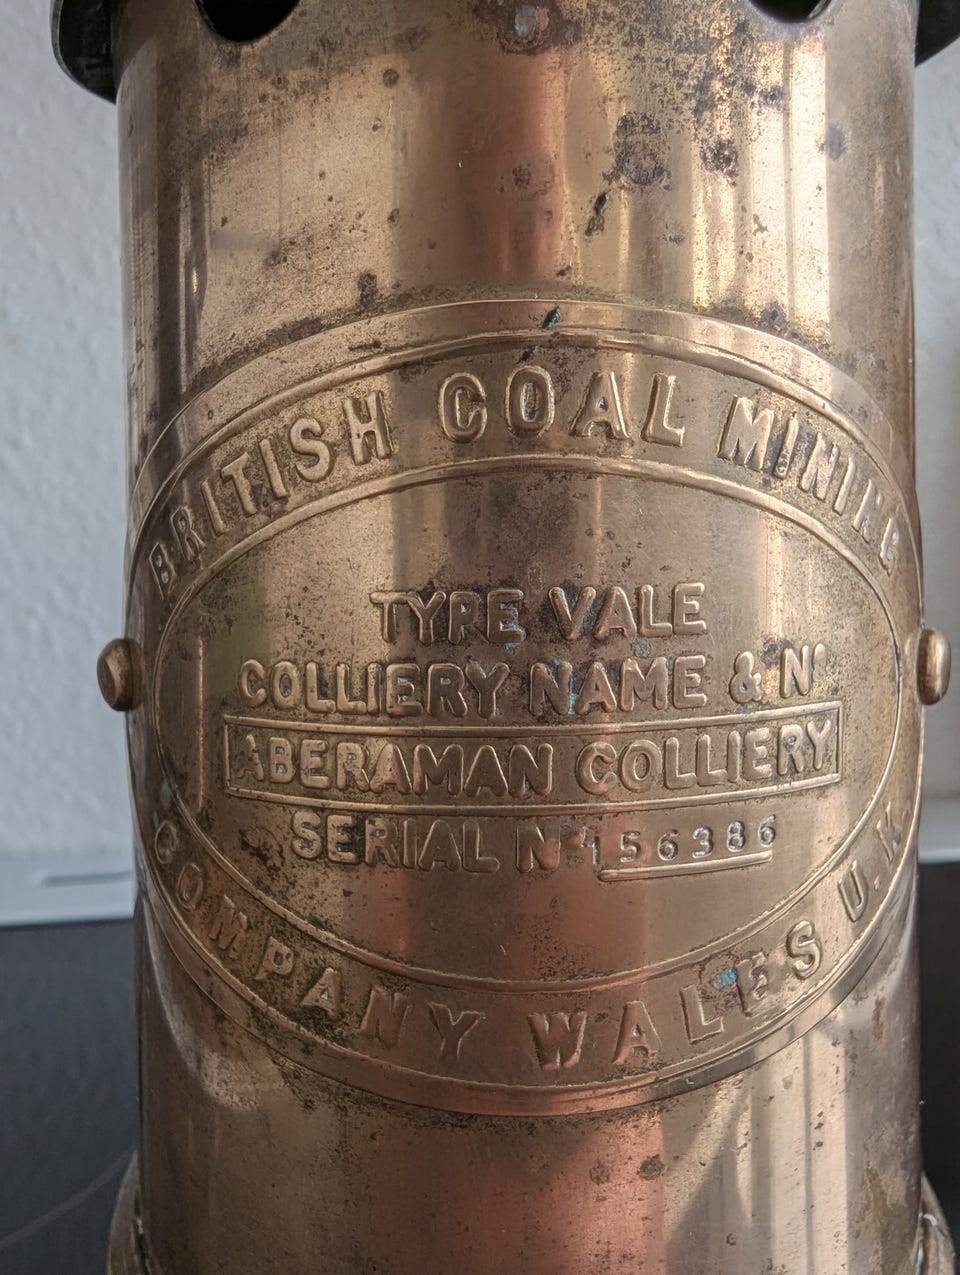 BRITISH COAL MINING
TYPE VALE
COLLIERY NAME & Nº
ABERAMAN COLLIERY
SERIAL Nº 156386
COMPANY WALES U.K.